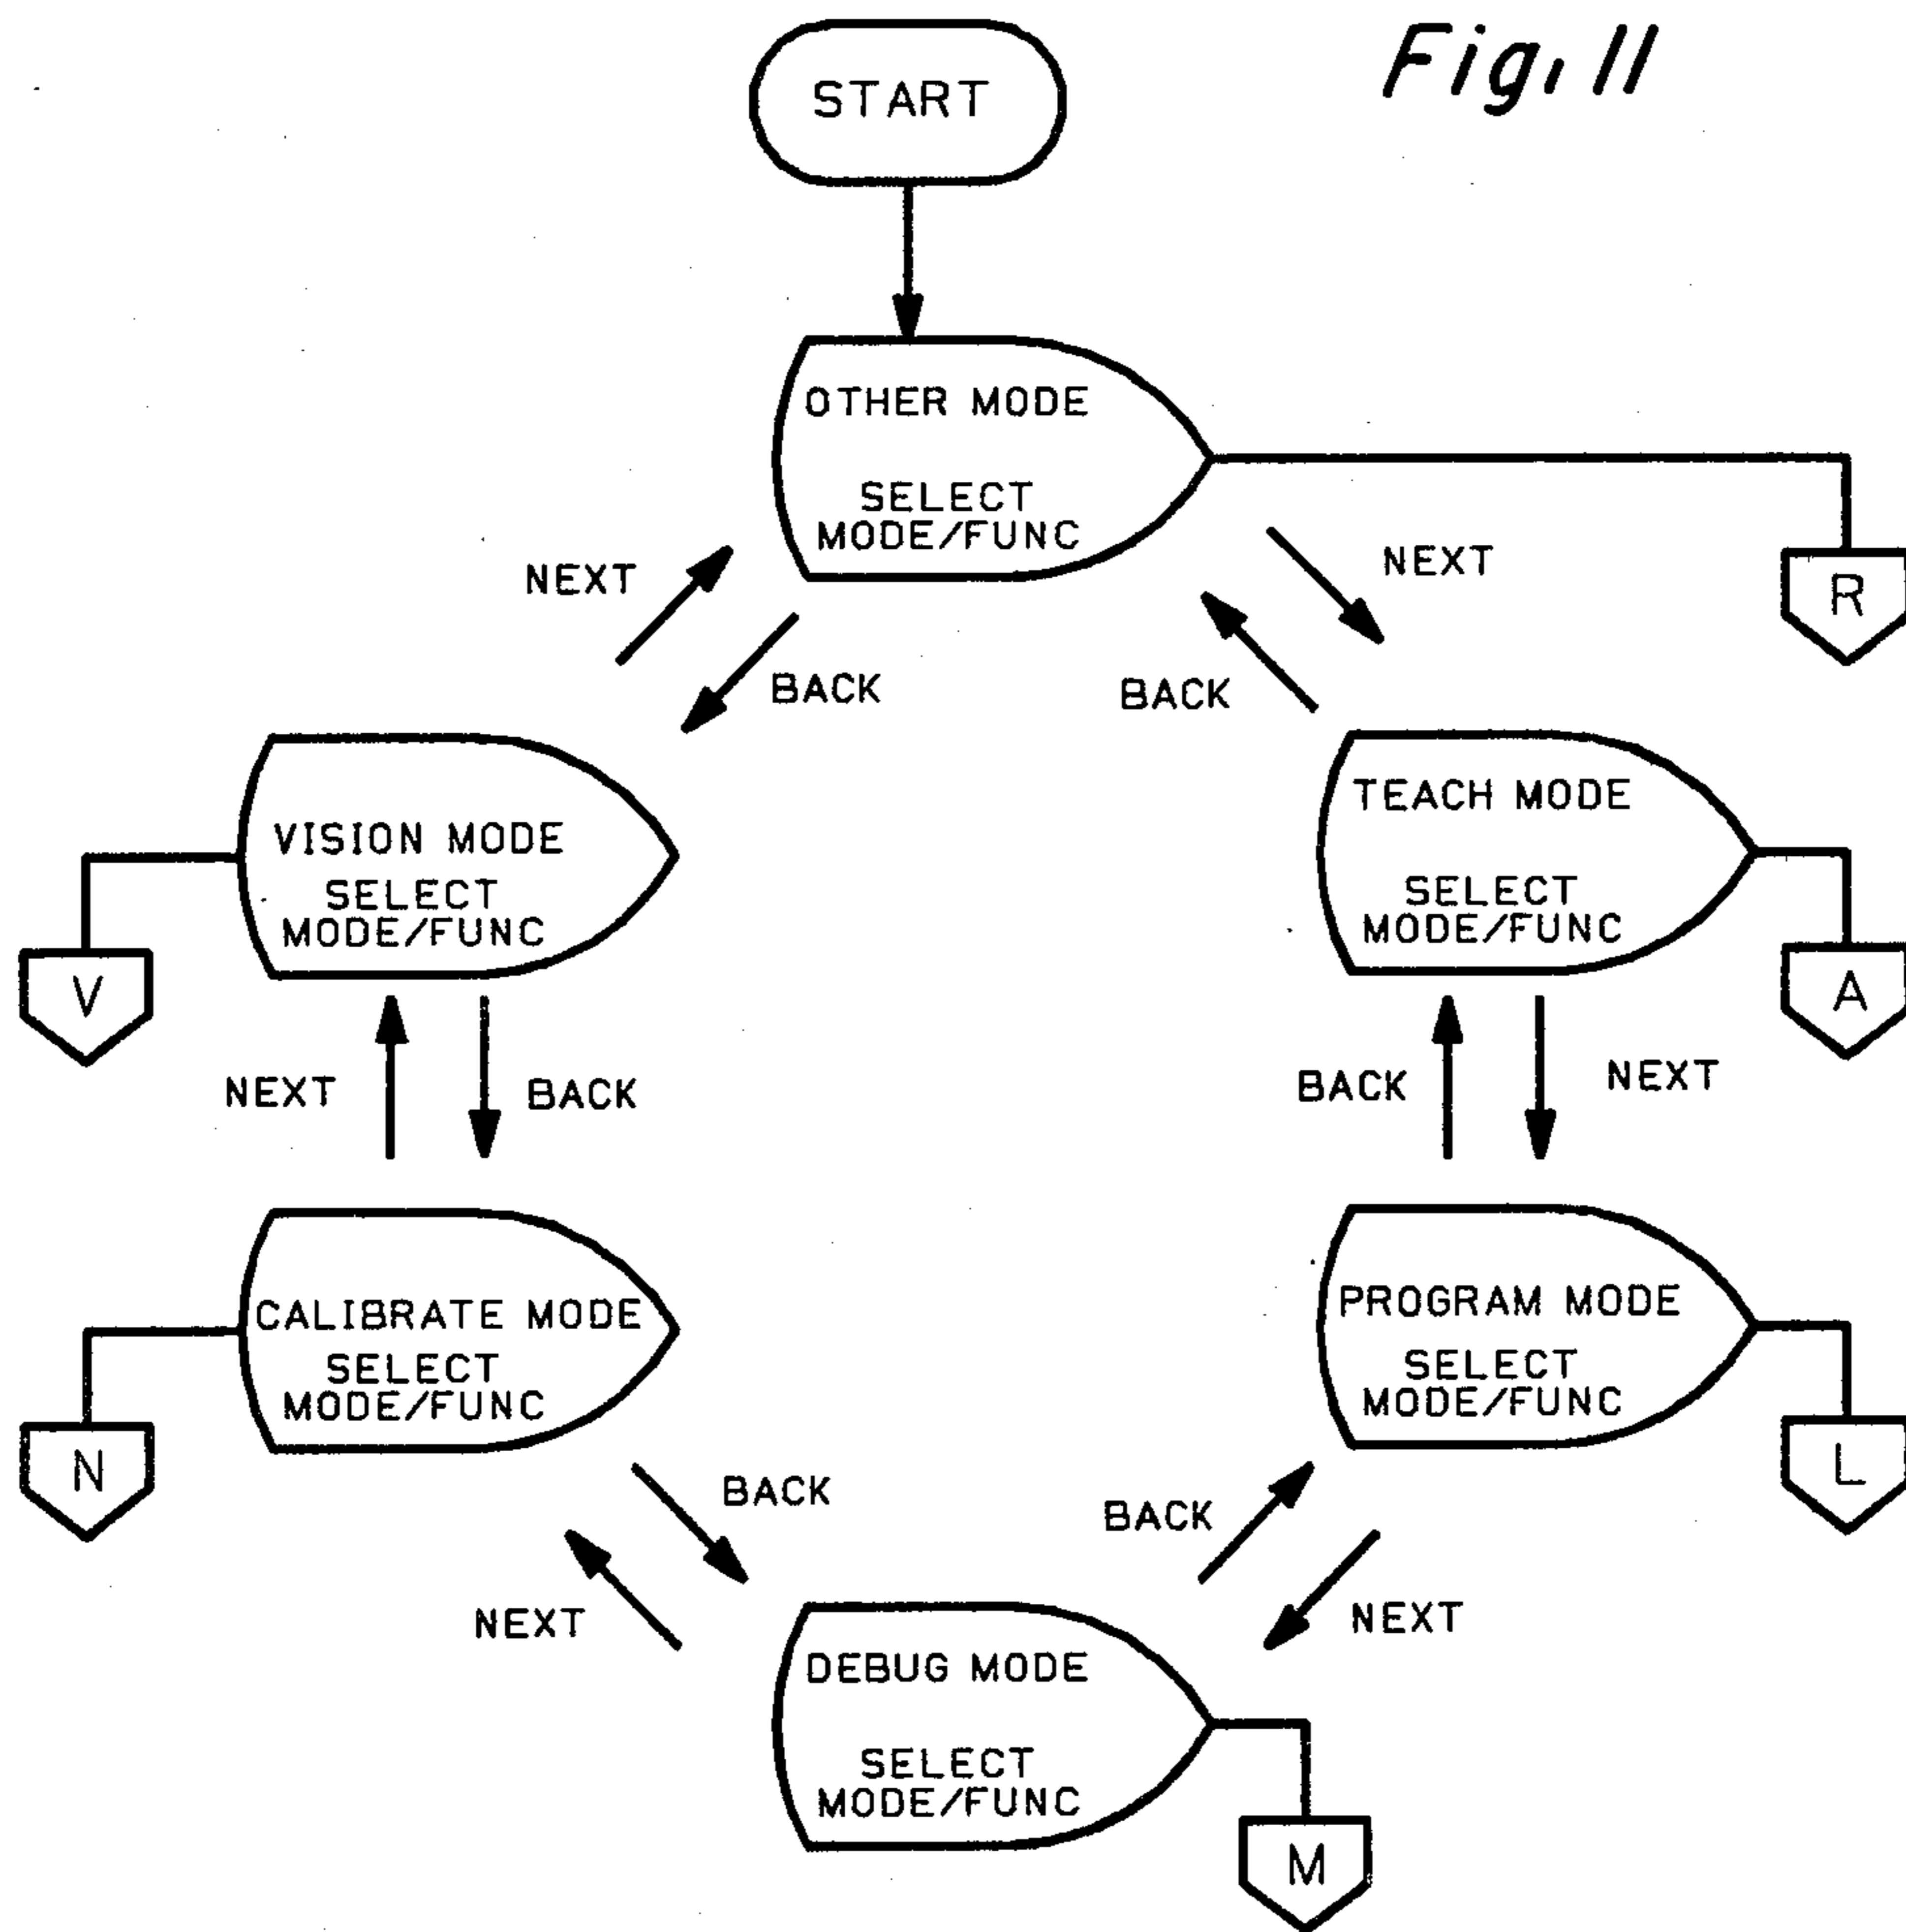 Fig. 11
START
OTHER MODE
SELECT
MODE/FUNC
NEXT
NEXT
R
BACK
BACK
VISION MODE
SELECT
MODE/FUNC
TEACH MODE
SELECT
MODE/FUNC
V
A
NEXT
BACK
BACK
NEXT
CALIBRATE MODE
SELECT
MODE/FUNC
PROGRAM MODE
SELECT
MODE/FUNC
N
L
BACK
BACK
NEXT
NEXT
DEBUG MODE
SELECT
MODE/FUNC
M